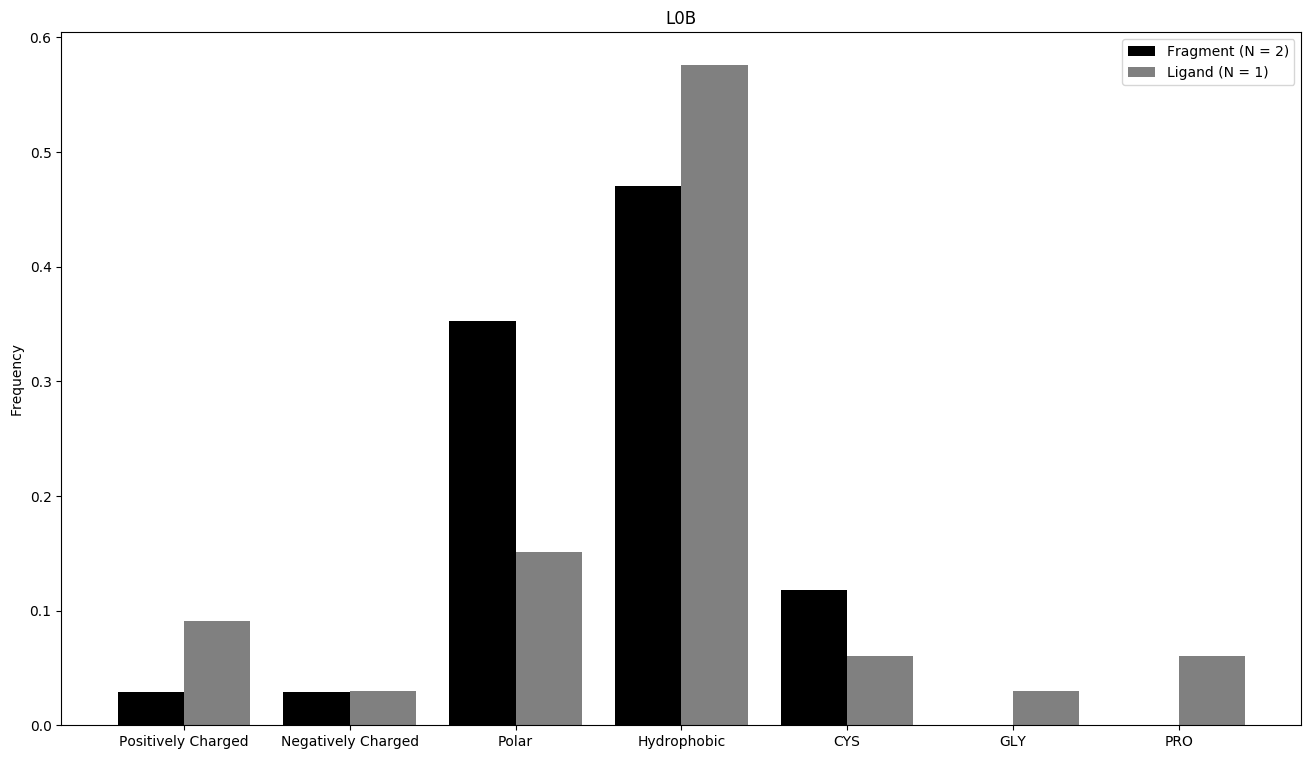 L0B
Fragment (N = 2)
Ligand (N = 1)
Frequency
0.6
0.5
0.4
0.3
0.2
0.1
0.0
Positively Charged Negatively Charged Polar Hydrophobic CYS GLY PRO